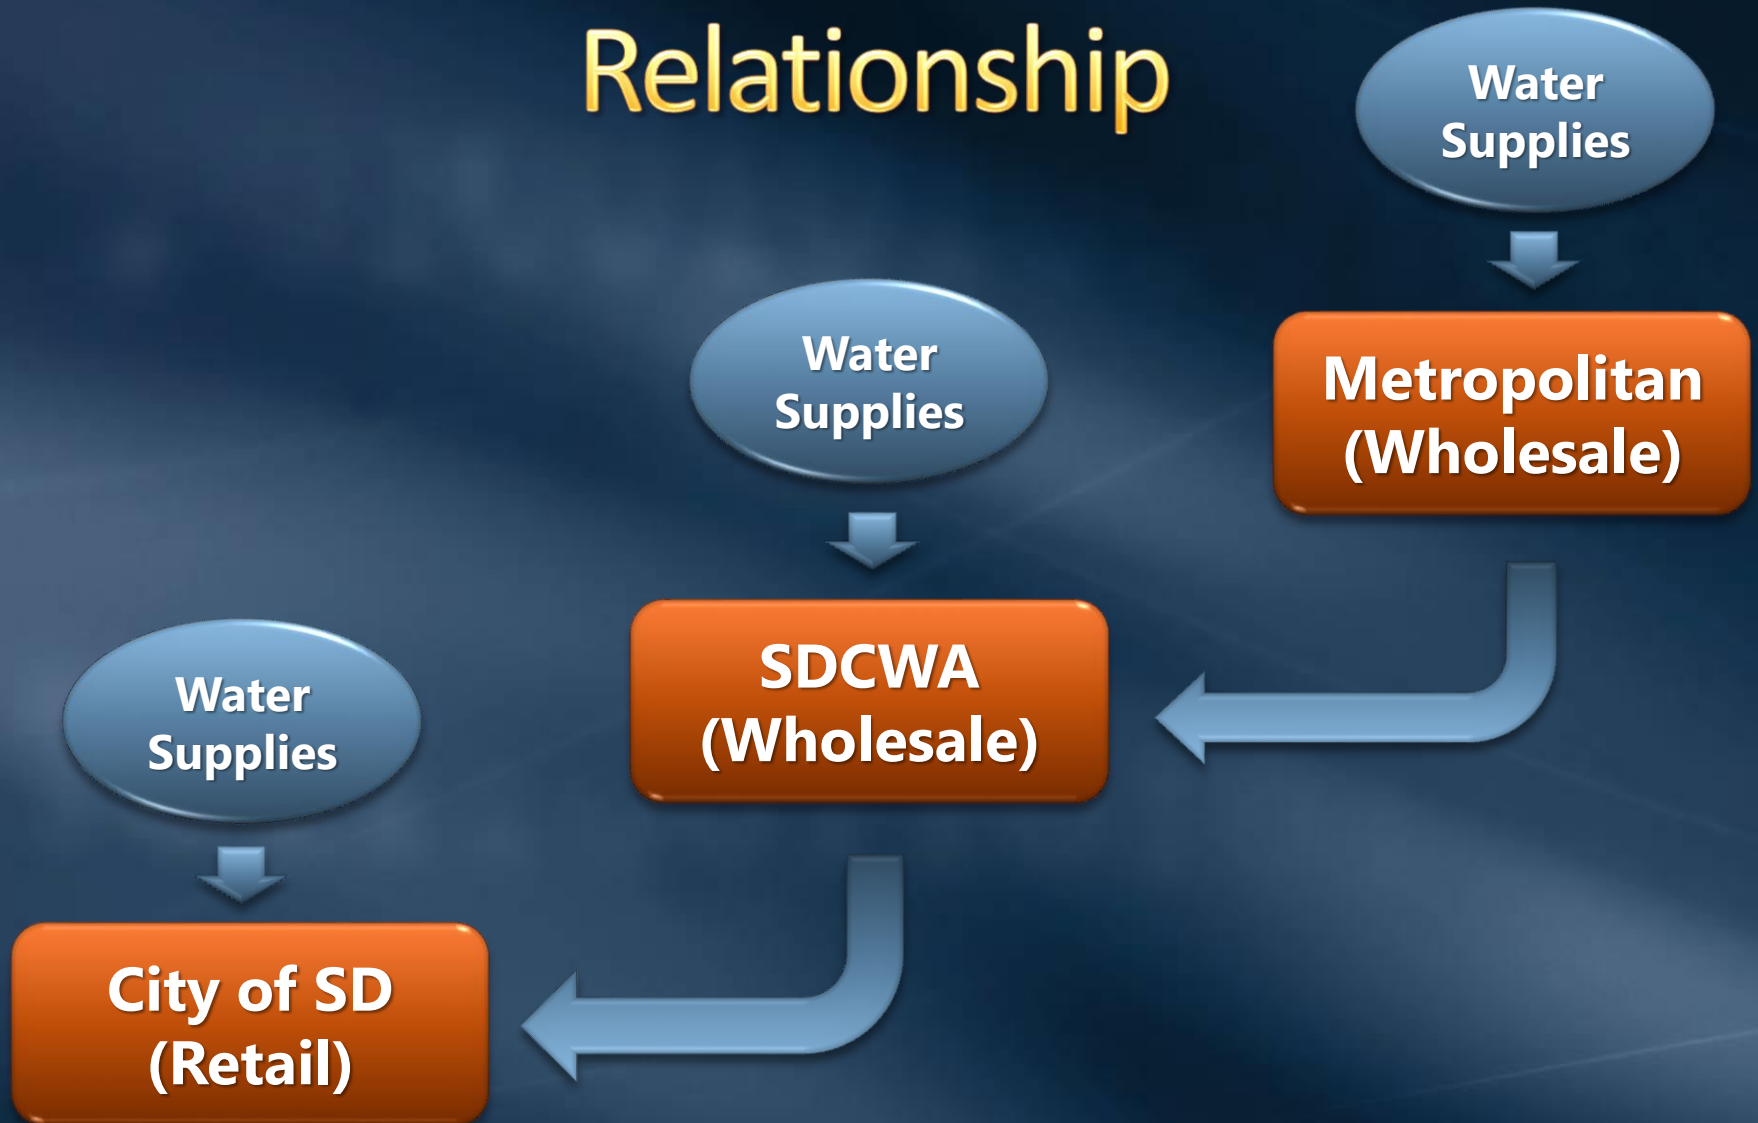 Relationship
Water
Supplies
Metropolitan
(Wholesale)
Water
Supplies
SDCWA
(Wholesale)
Water
Supplies
City of SD
(Retail)